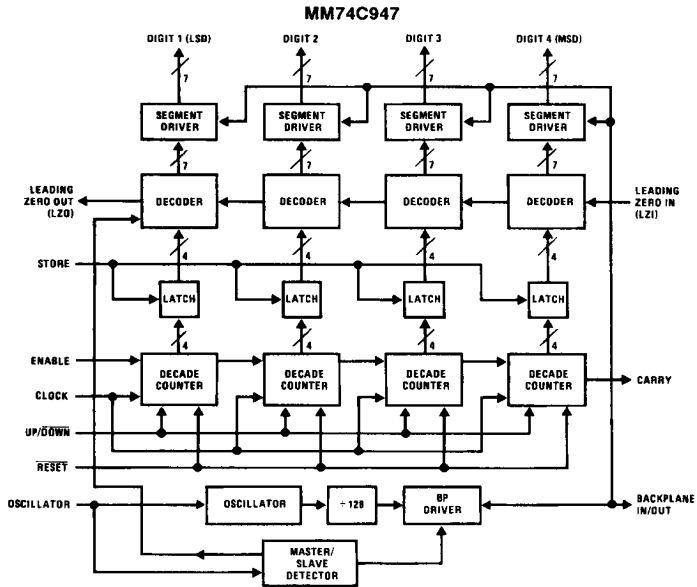 MM74C947
DIGIT 1 (LSD)
DIGIT 2
DIGIT 3
DIGIT 4 (MSD)
7
7
7
7
SEGMENT
DRIVER
SEGMENT
DRIVER
SEGMENT
DRIVER
SEGMENT
DRIVER
7
7
7
7
LEADING
ZERO OUT
(LZO)
DECODER
DECODER
DECODER
DECODER
LEADING
ZERO IN
(LZI)
4
4
4
4
STORE
LATCH
LATCH
LATCH
LATCH
4
4
4
4
ENABLE
DECADE
COUNTER
DECADE
COUNTER
DECADE
COUNTER
DECADE
COUNTER
CARRY
CLOCK
UP/DOWN
RESET
OSCILLATOR
OSCILLATOR
÷128
BP
DRIVER
BACKPLANE
IN/OUT
MASTER/
SLAVE
DETECTOR